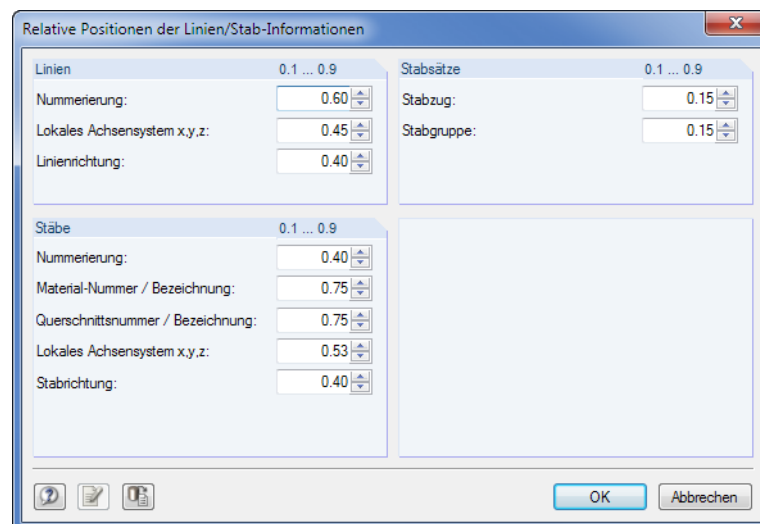 Relative Positionen der Linien/Stab-Informationen
Linien 0.1 ... 0.9
Nummerierung: 0.60
Lokales Achsensystem x,y,z: 0.45
Linienrichtung: 0.40
Stabsätze 0.1 ... 0.9
Stabzug: 0.15
Stabgruppe: 0.15
Stäbe 0.1 ... 0.9
Nummerierung: 0.40
Material-Nummer / Bezeichnung: 0.75
Querschnittsnummer / Bezeichnung: 0.75
Lokales Achsensystem x,y,z: 0.53
Stabrichtung: 0.40
OK Abbrechen